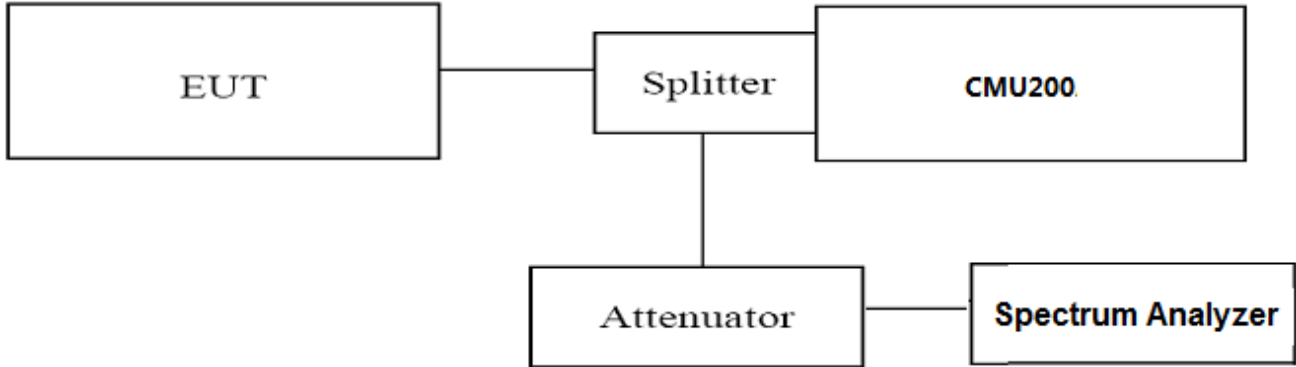 EUT
Splitter
CMU200
Attenuator
Spectrum Analyzer